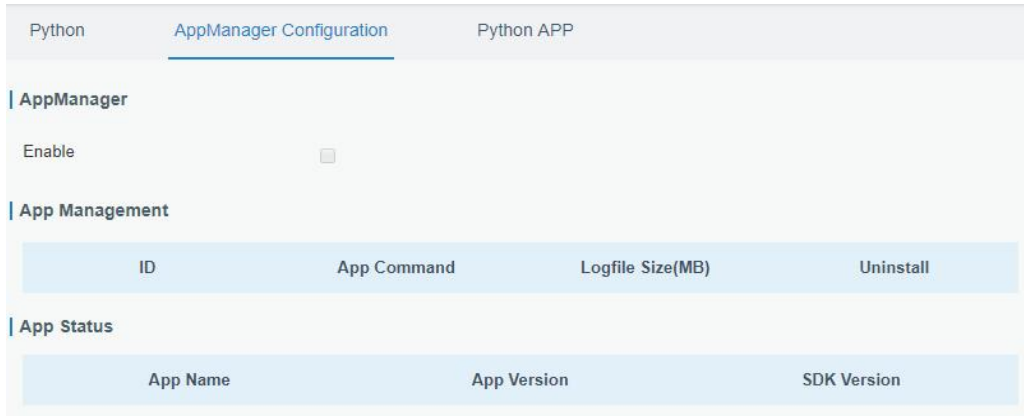 Python AppManager Configuration Python APP
AppManager
Enable
App Management
ID App Command Logfile Size(MB) Uninstall
App Status
App Name App Version SDK Version